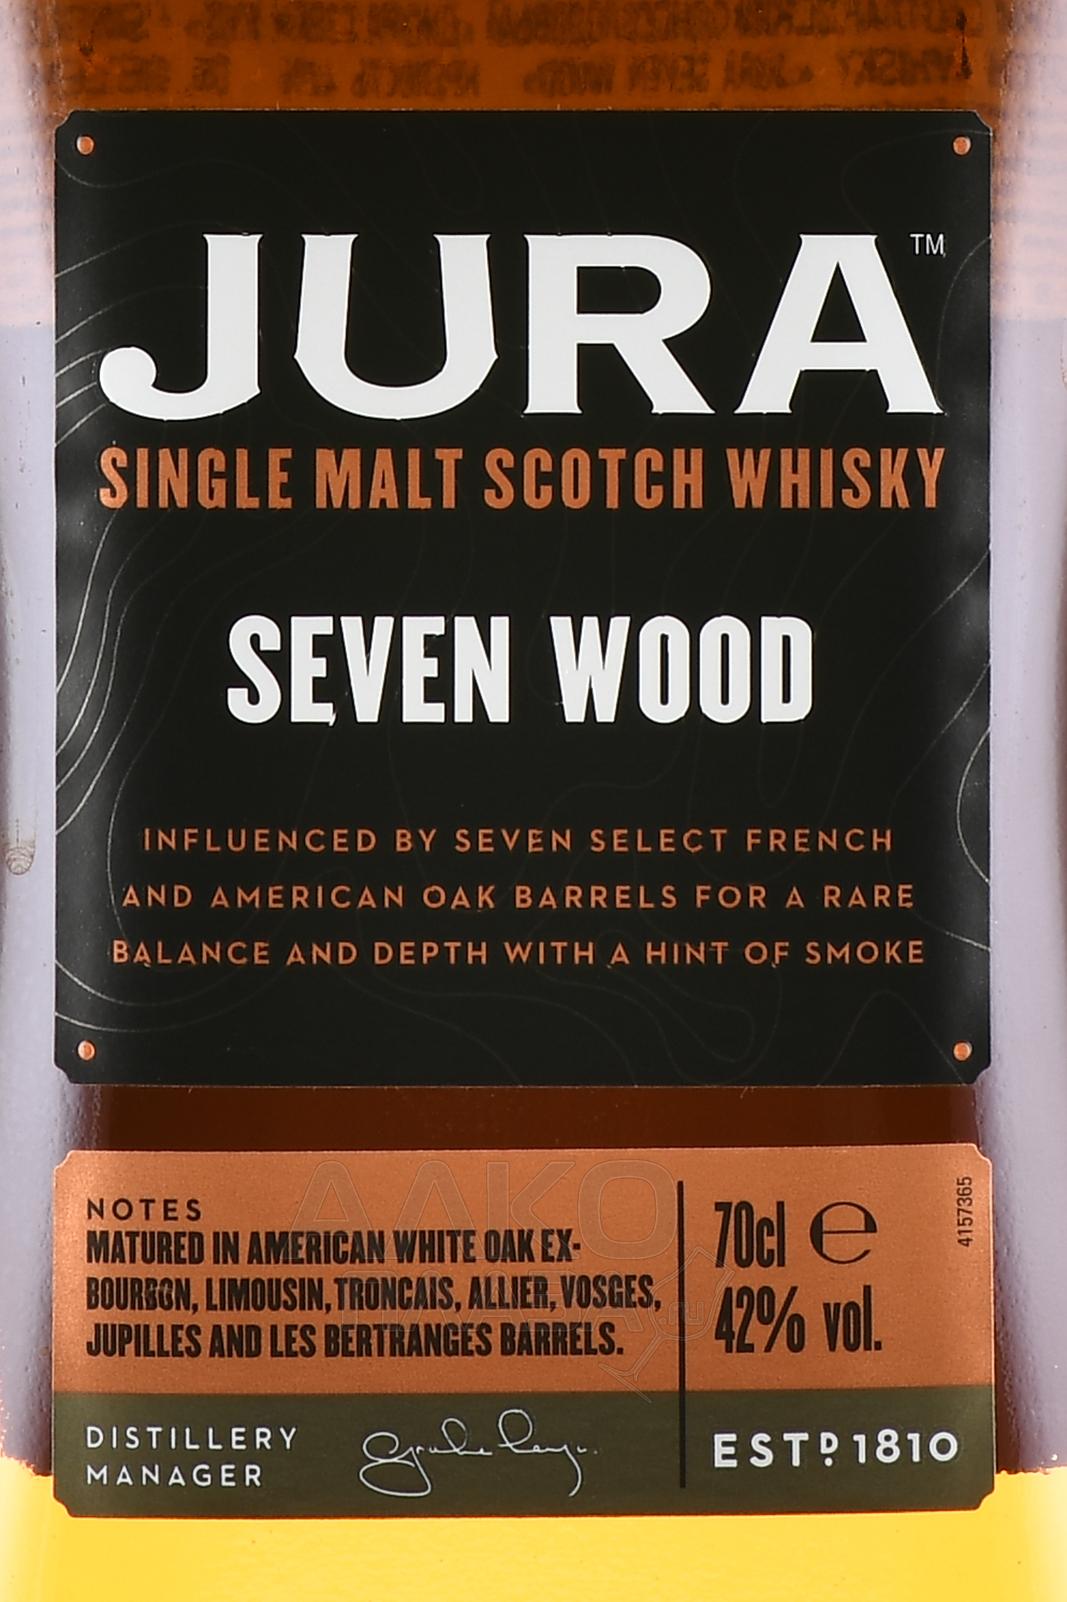 JURA™
SINGLE MALT SCOTCH WHISKY
SEVEN WOOD
INFLUENCED BY SEVEN SELECT FRENCH
AND AMERICAN OAK BARRELS FOR A RARE
BALANCE AND DEPTH WITH A HINT OF SMOKE
NOTES
MATURED IN AMERICAN WHITE OAK EX-
BOURBON, LIMOUSIN, TRONCAIS, ALLIER, VOSGES,
JUPILLES AND LES BERTRANGES BARRELS.
70cl ℮
42% vol.
4157365
DISTILLERY
MANAGER
ESTD 1810